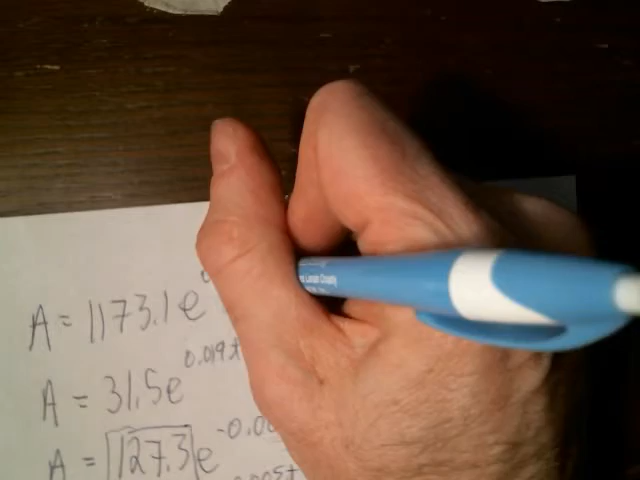 A = 1173.1e
A = 31.5e^0.019t
A = 127.3e^-0.00